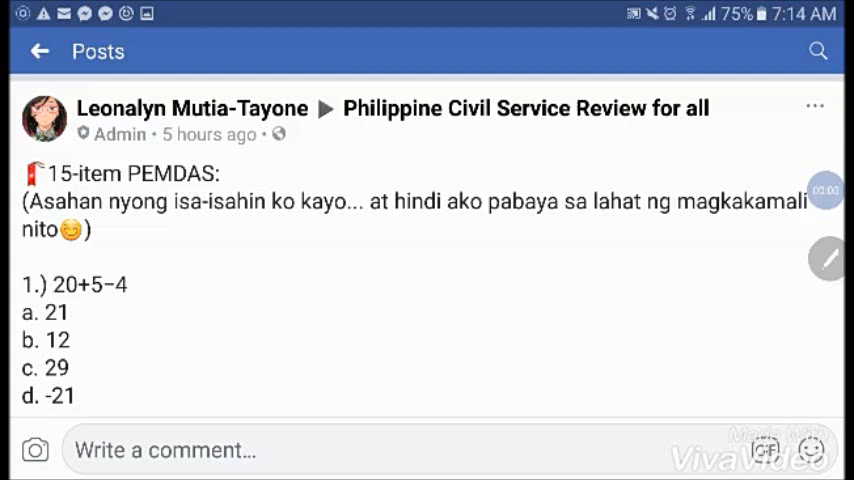 75% 7:14 AM
Posts
Leonalyn Mutia-Tayone ▶ Philippine Civil Service Review for all
Admin • 5 hours ago •
15-item PEMDAS:
(Asahan nyong isa-isahin ko kayo... at hindi ako pabaya sa lahat ng magkakamali
nito😊)
00:00
1.) 20+5−4
a. 21
b. 12
c. 29
d. -21
Write a comment...
GIF
Made With
VivaVideo